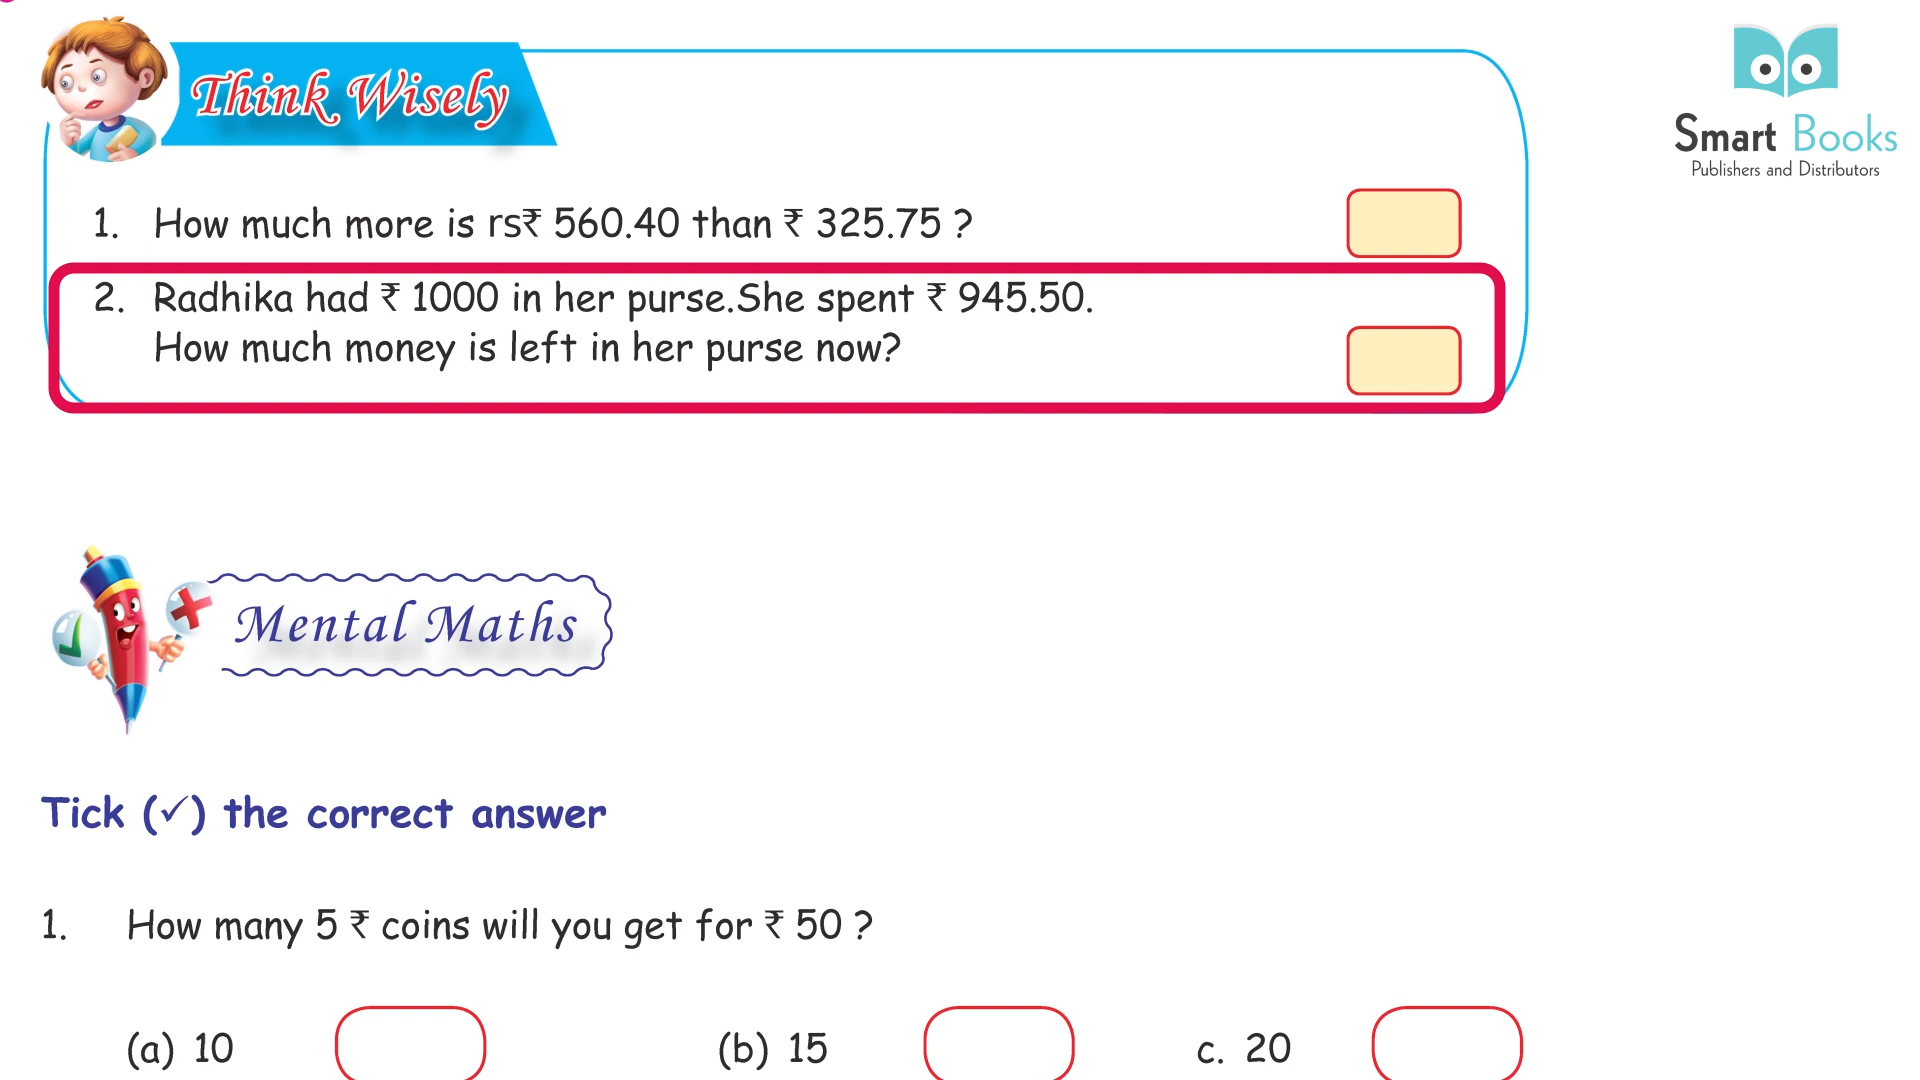 Think Wisely
Smart Books
Publishers and Distributors
1. How much more is rs₹ 560.40 than ₹ 325.75 ?
2. Radhika had ₹ 1000 in her purse.She spent ₹ 945.50.
How much money is left in her purse now?
Mental Maths
Tick (✓) the correct answer
1. How many 5 ₹ coins will you get for ₹ 50 ?
(a) 10 (b) 15 c. 20